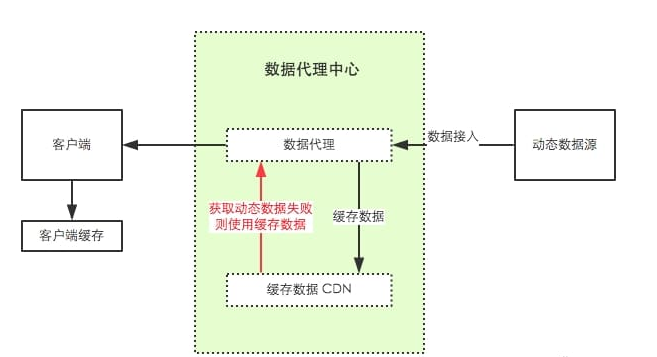 数据代理中心
客户端
数据代理
数据接入
动态数据源
获取动态数据失败
则使用缓存数据
缓存数据
客户端缓存
缓存数据 CDN